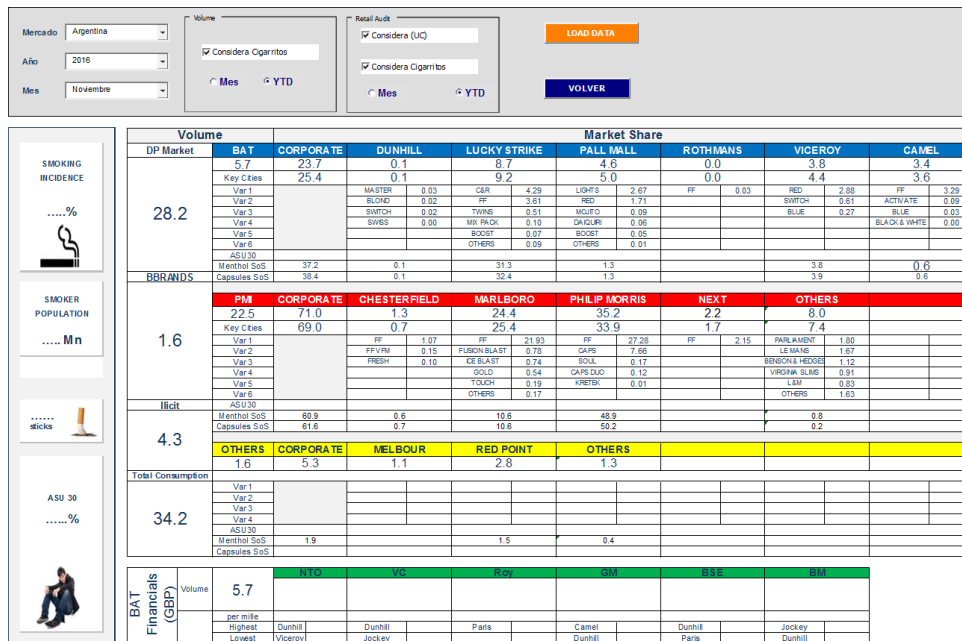 Volume Retail Audit
Mercado Argentina Considera (UC) LOAD DATA
Considera Cigarritos
Año 2016 Considera Cigarritos
Mes YTD
Mes Noviembre Mes YTD VOLVER
Volume Market Share
DP Market BAT CORPORATE DUNHILL LUCKY STRIKE PALL MALL ROTHMANS VICEROY CAMEL
SMOKING INCIDENCE
.....%
28.2
5.7 23.7 0.1 8.7 4.6 0.0 3.8 3.4
Key Cities 25.4 0.1 9.2 5.0 0.0 4.4 3.6
Var 1 MASTER 0.03 C&R 4.29 LIGHTS 2.67 FF 0.03 RED 2.88 FF 3.29
Var 2 BLOND 0.02 FF 3.61 RED 1.71 SWITCH 0.61 ACTIVATE 0.09
Var 3 SWITCH 0.02 TWINS 0.51 MOJITO 0.09 BLUE 0.27 BLUE 0.03
Var 4 SWISS 0.00 MIX PACK 0.10 DAIQUIRI 0.06 BLACK & WHITE 0.00
Var 5 BOOST 0.07 BOOST 0.05
Var 6 OTHERS 0.09 OTHERS 0.01
ASU30
Menthol SoS 37.2 0.1 31.3 1.3 3.8 0.6
BBRANDS Capsules SoS 38.4 0.1 32.4 1.3 3.9 0.6
SMOKER POPULATION
..... Mn
1.6
PMI CORPORATE CHESTERFIELD MARLBORO PHILIP MORRIS NEXT OTHERS
22.5 71.0 1.3 24.4 35.2 2.2 8.0
Key Cities 69.0 0.7 25.4 33.9 1.7 7.4
Var 1 FF 1.07 FF 21.93 FF 27.28 FF 2.15 PARLIAMENT 1.80
Var 2 FFVFM 0.15 FUSION BLAST 0.78 CAPS 7.66 LE MANS 1.67
Var 3 FRESH 0.10 ICE BLAST 0.74 SOUL 0.17 BENSON & HEDGES 1.12
Var 4 GOLD 0.54 CAPS DUO 0.12 VIRGINIA SLIMS 0.91
Var 5 TOUCH 0.19 KRETEK 0.01 L&M 0.83
Var 6 OTHERS 0.17 OTHERS 1.63
Ilicit ASU30
...... sticks
4.3
Menthol SoS 60.9 0.6 10.6 48.9 0.8
Capsules SoS 61.6 0.7 10.6 50.2 0.2
OTHERS CORPORATE MELBOUR RED POINT OTHERS
1.6 5.3 1.1 2.8 1.3
Total Consumption
ASU 30
......%
34.2
Var 1
Var 2
Var 3
Var 4
ASU30
Menthol SoS 1.9 1.5 0.4
Capsules SoS
BAT Financials (GBP)
NTO VC Roy GM BSE BM
Volume 5.7
per mille
Highest Dunhill Dunhill Paris Camel Dunhill Jockey
Lowest Viceroy Jockey Dunhill Paris Dunhill